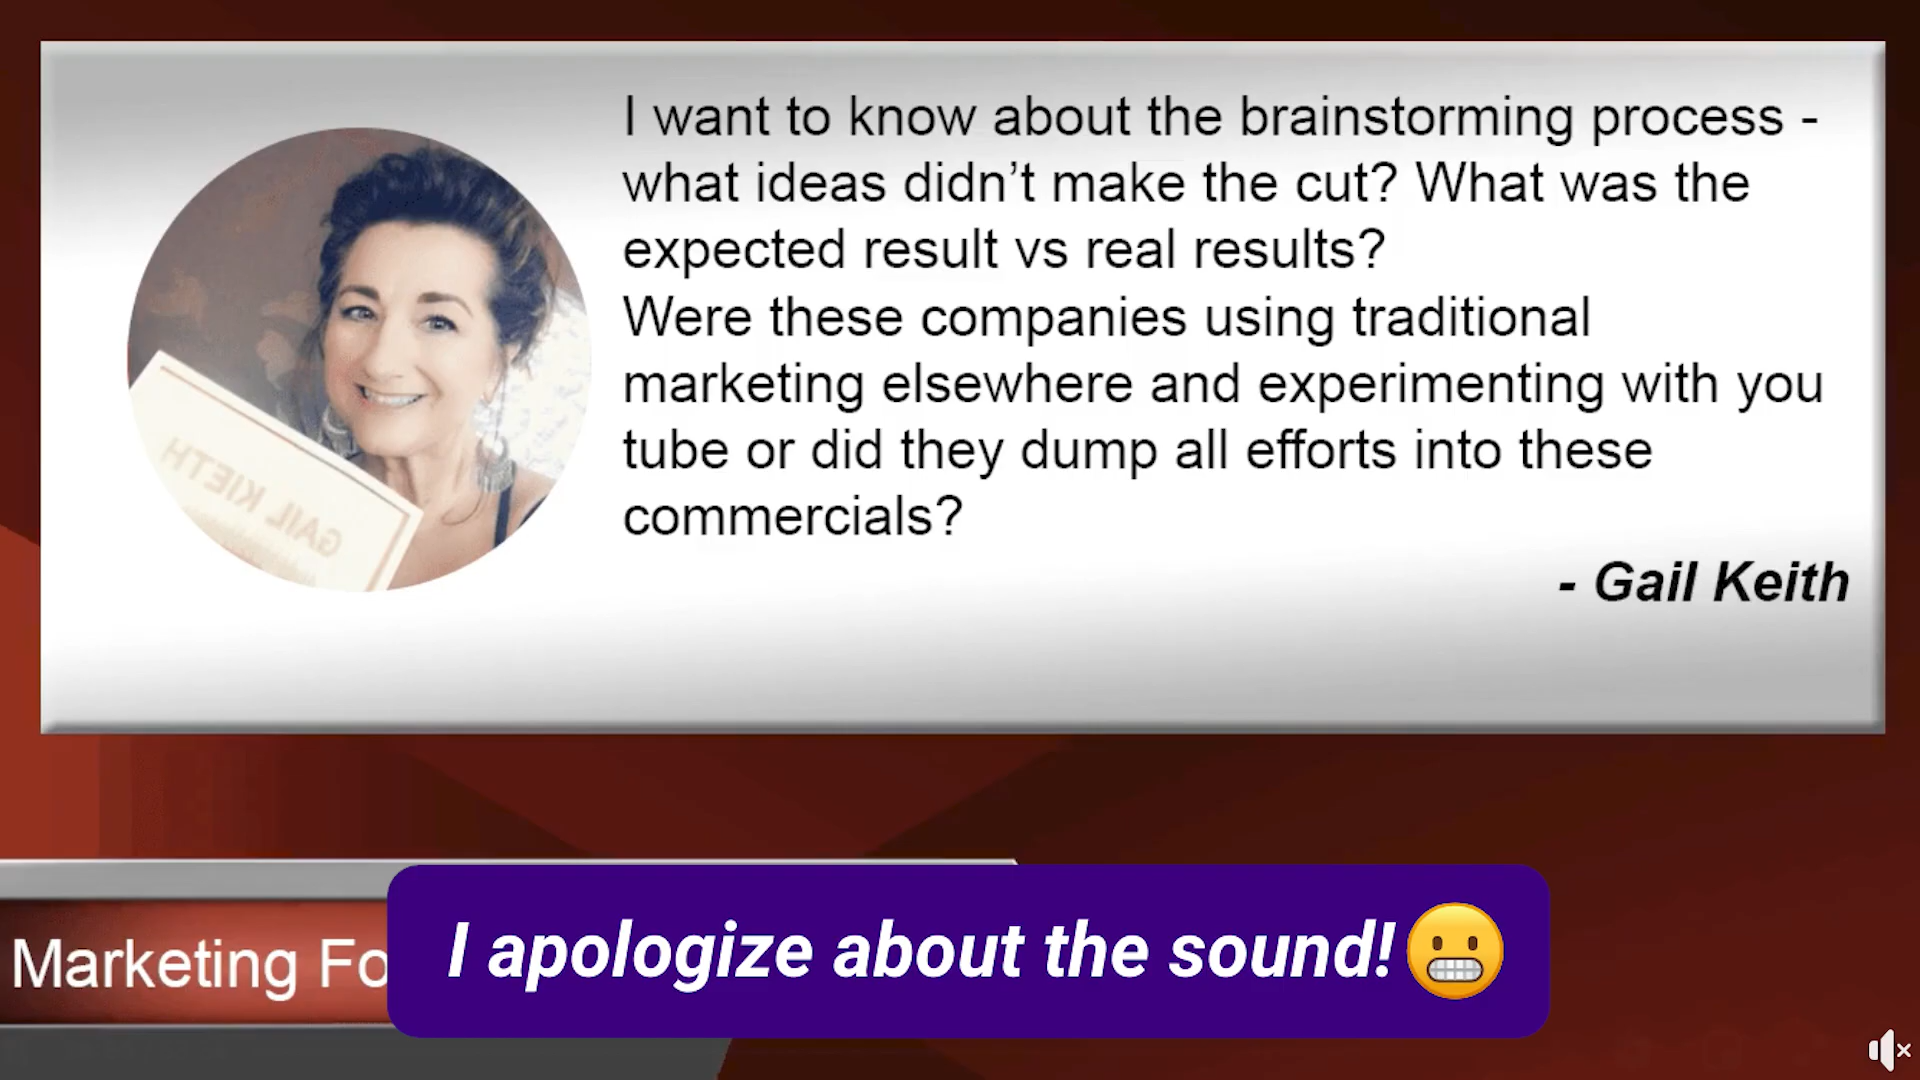 I want to know about the brainstorming process -
what ideas didn’t make the cut? What was the
expected result vs real results?
Were these companies using traditional
marketing elsewhere and experimenting with you
tube or did they dump all efforts into these
commercials?
- Gail Keith
GAIL KIETH
I apologize about the sound!😬
Marketing Fo